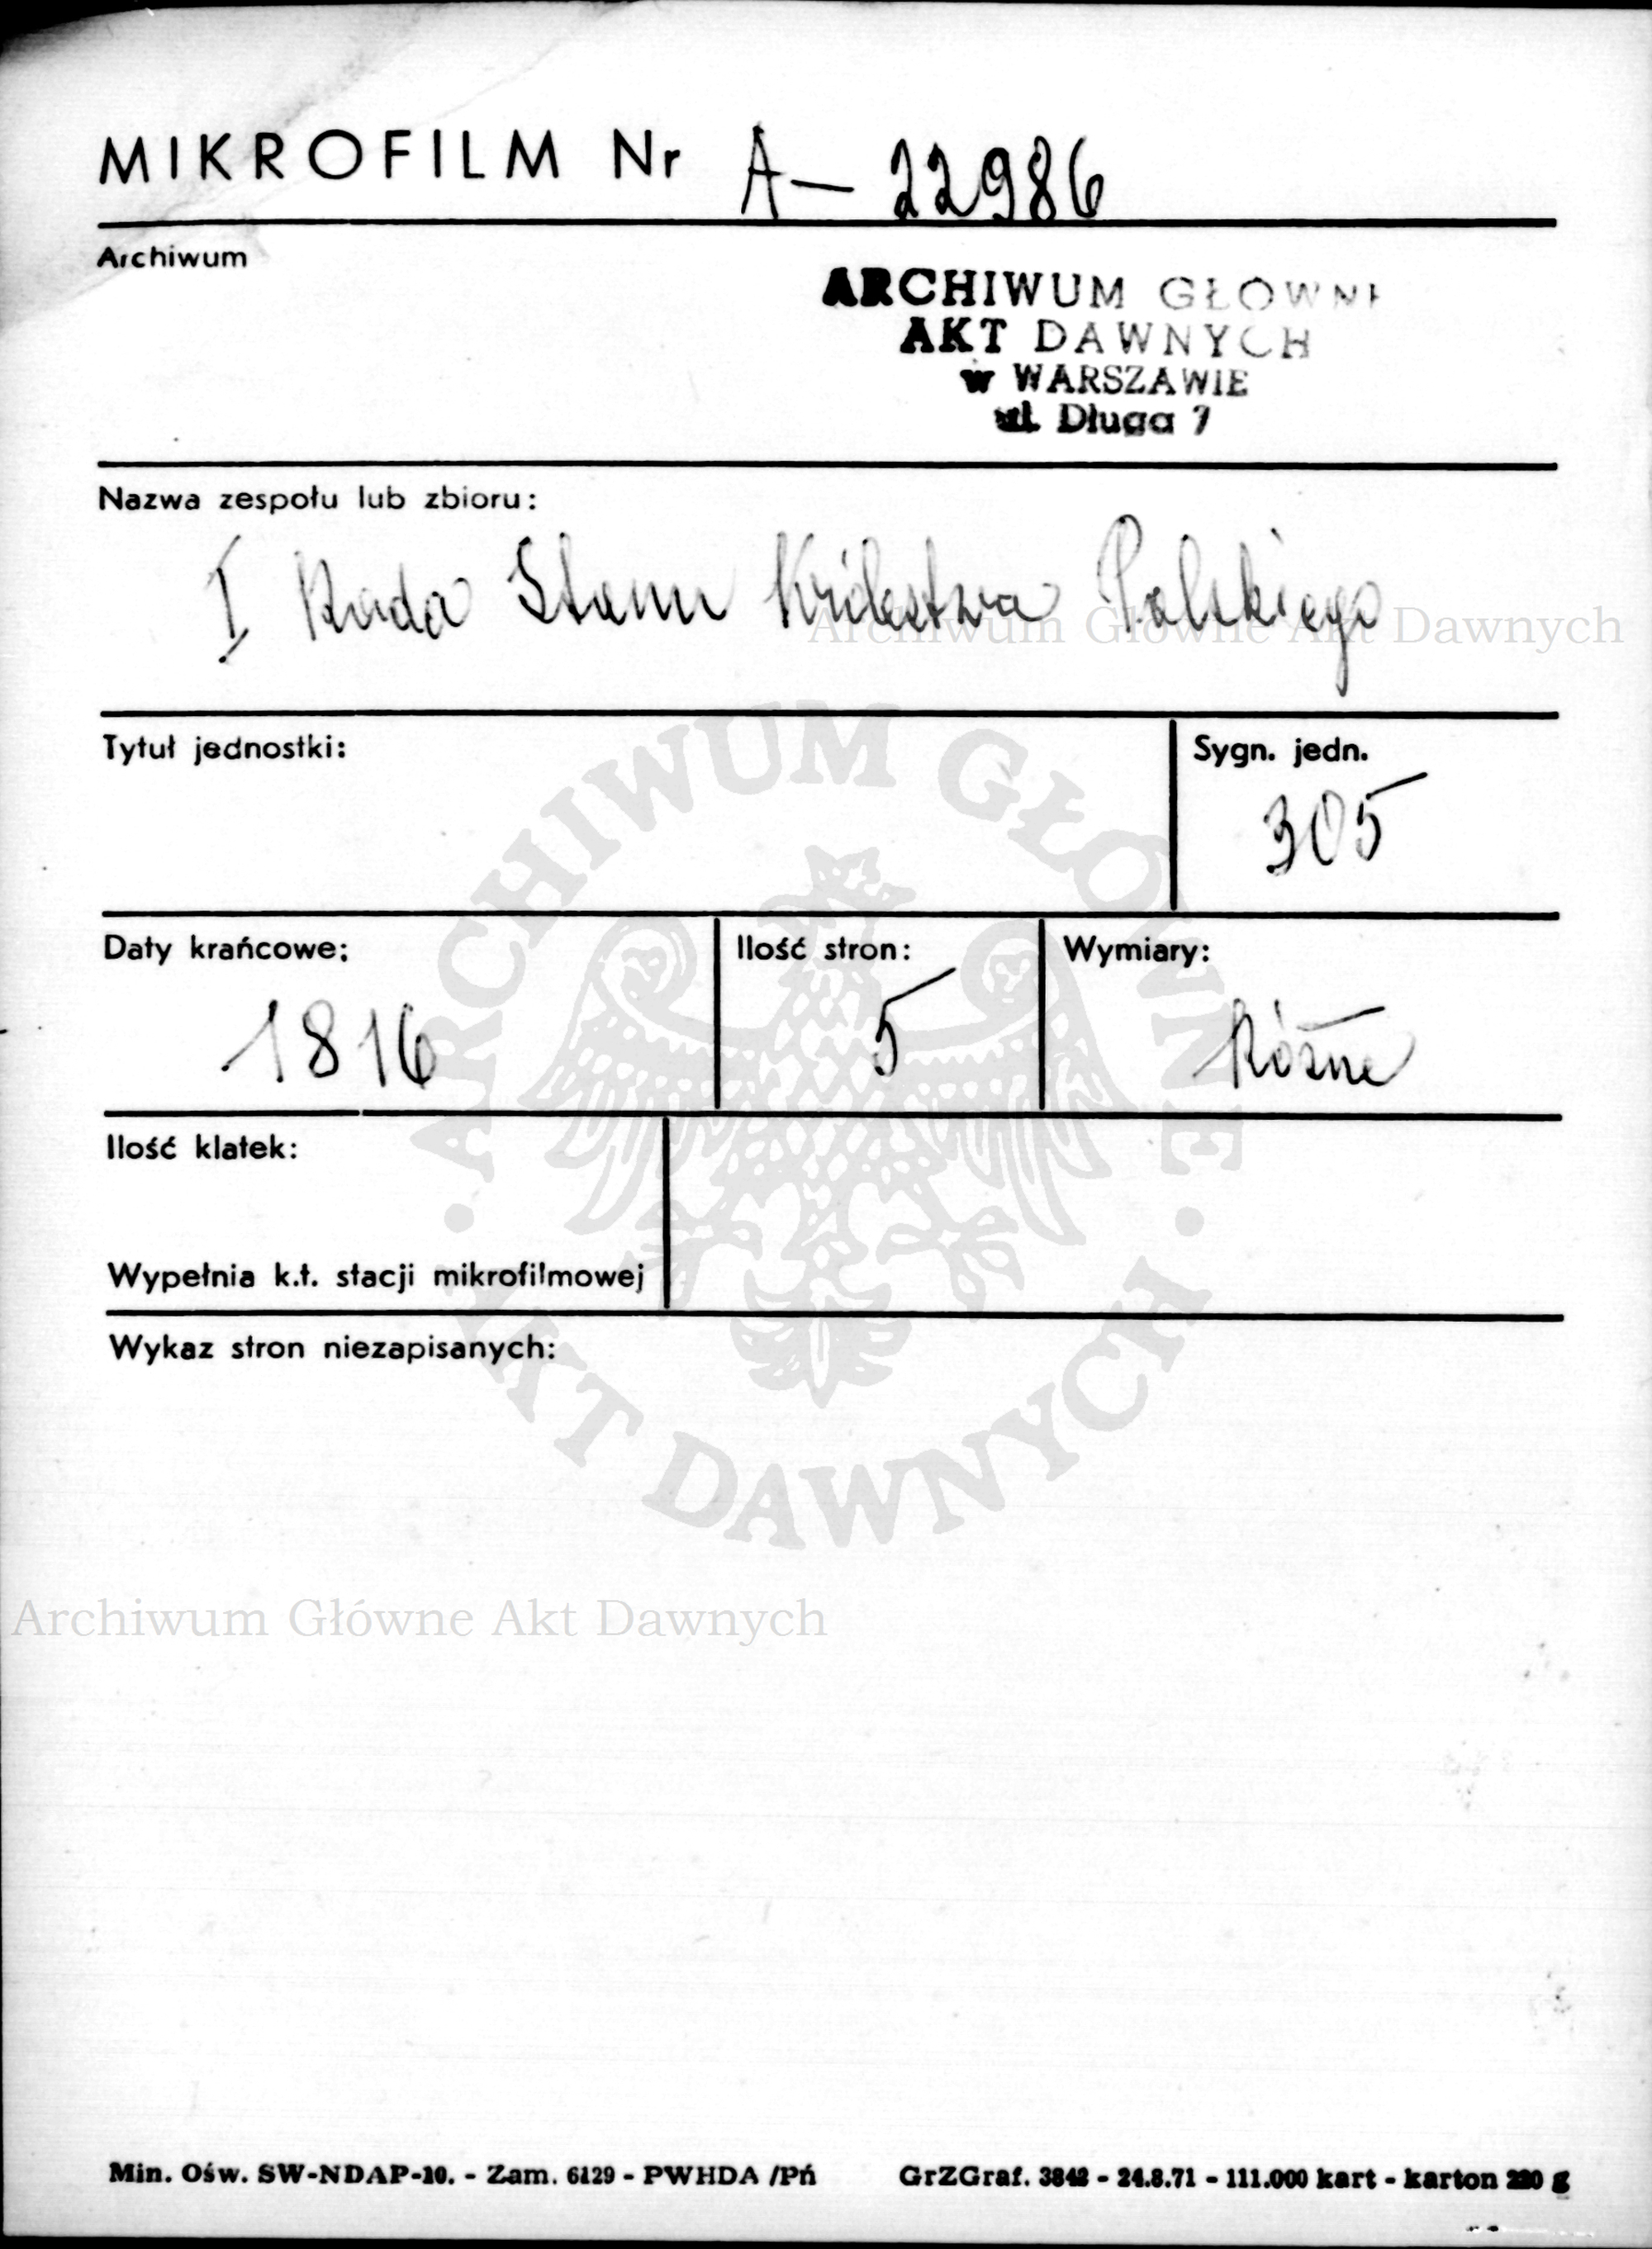 MIKROFILM Nr A-22986
Archiwum
ARCHIWUM GŁÓWNE
AKT DAWNYCH
w WARSZAWIE
ul. Długa 7
Nazwa zespołu lub zbioru:
I Rada Stanu Królestwa Polskiego
Archiwum Główne Akt Dawnych
Tytuł jednostki:
Sygn. jedn.
305
Daty krańcowe:
Ilość stron:
Wymiary:
1816
5
Różne
Ilość klatek:
Wypełnia k.t. stacji mikrofilmowej
Wykaz stron niezapisanych:
ARCHIWUM GŁÓWNE · AKT DAWNYCH ·
Archiwum Główne Akt Dawnych
Min. Ośw. SW-NDAP-10. - Zam. 6129 - PWHDA /Pń
GrZGraf. 3842 - 24.8.71 - 111.000 kart - karton 220 g